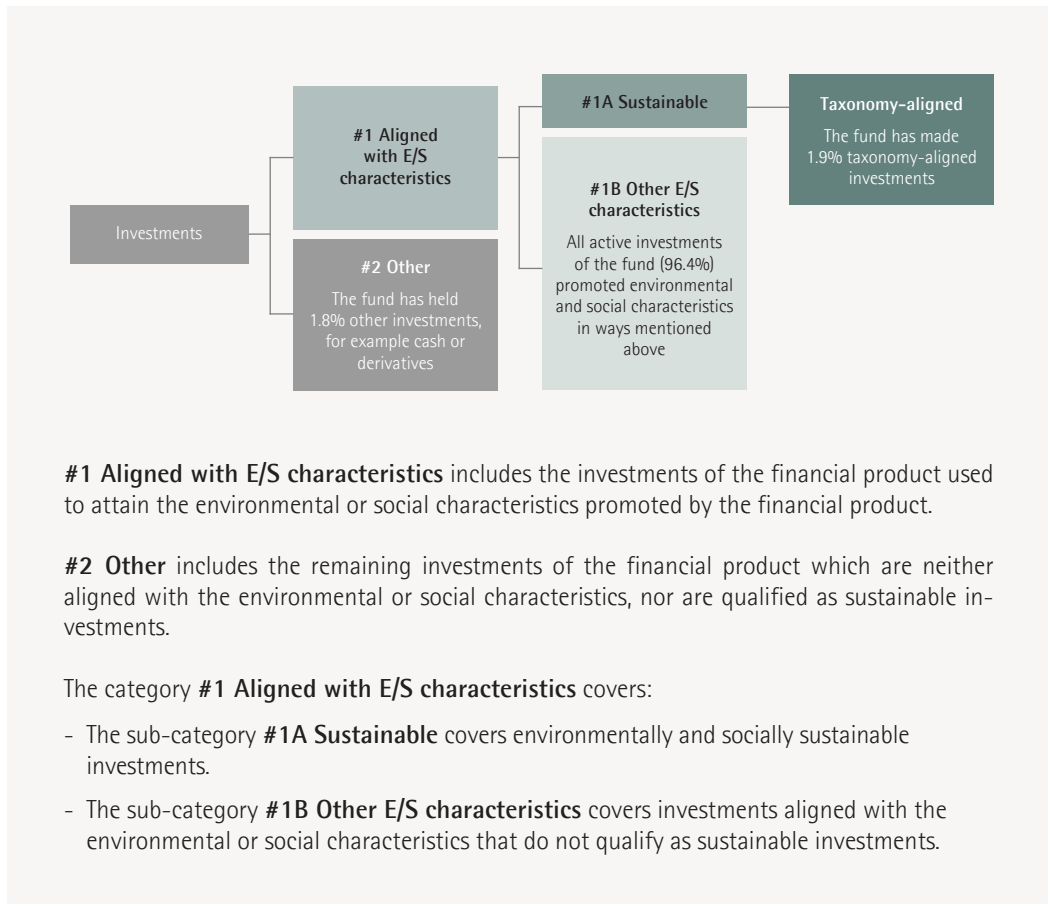 Investments
#1 Aligned
with E/S
characteristics
#2 Other
The fund has held
1.8% other investments,
for example cash or
derivatives
#1A Sustainable
#1B Other E/S
characteristics
All active investments
of the fund (96.4%)
promoted environmental
and social characteristics
in ways mentioned
above
Taxonomy-aligned
The fund has made
1.9% taxonomy-aligned
investments
#1 Aligned with E/S characteristics includes the investments of the financial product used
to attain the environmental or social characteristics promoted by the financial product.
#2 Other includes the remaining investments of the financial product which are neither
aligned with the environmental or social characteristics, nor are qualified as sustainable in-
vestments.
The category #1 Aligned with E/S characteristics covers:
- The sub-category #1A Sustainable covers environmentally and socially sustainable
investments.
- The sub-category #1B Other E/S characteristics covers investments aligned with the
environmental or social characteristics that do not qualify as sustainable investments.